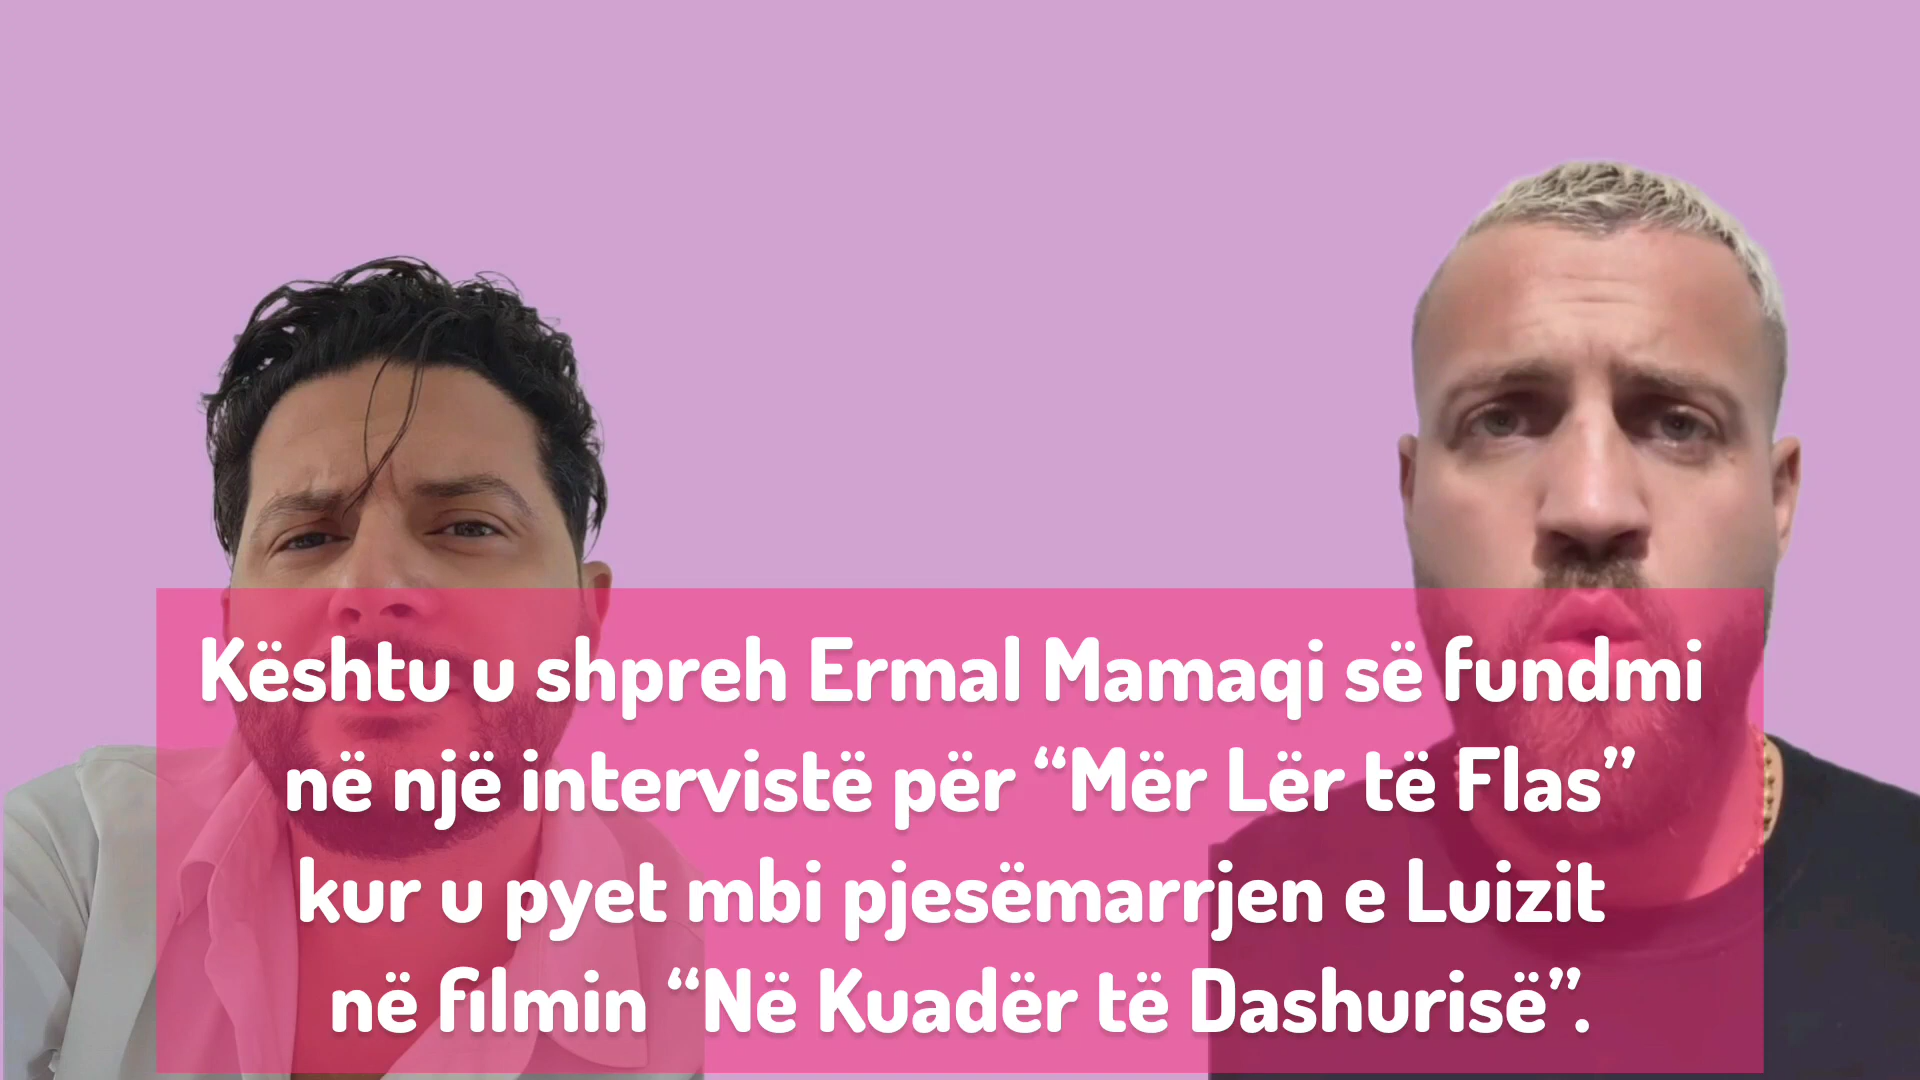 Kështu u shpreh Ermal Mamaqi së fundmi
në një intervistë për “Mër Lër të Flas”
kur u pyet mbi pjesëmarrjen e Luizit
në filmin “Në Kuadër të Dashurisë”.